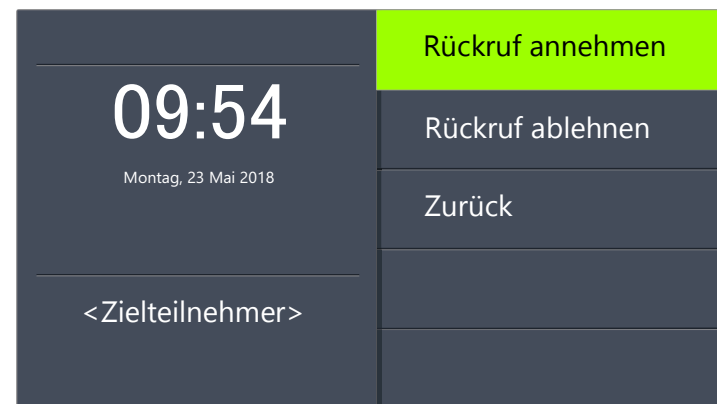 09:54
Montag, 23 Mai 2018
<Zielteilnehmer>
Rückruf annehmen
Rückruf ablehnen
Zurück